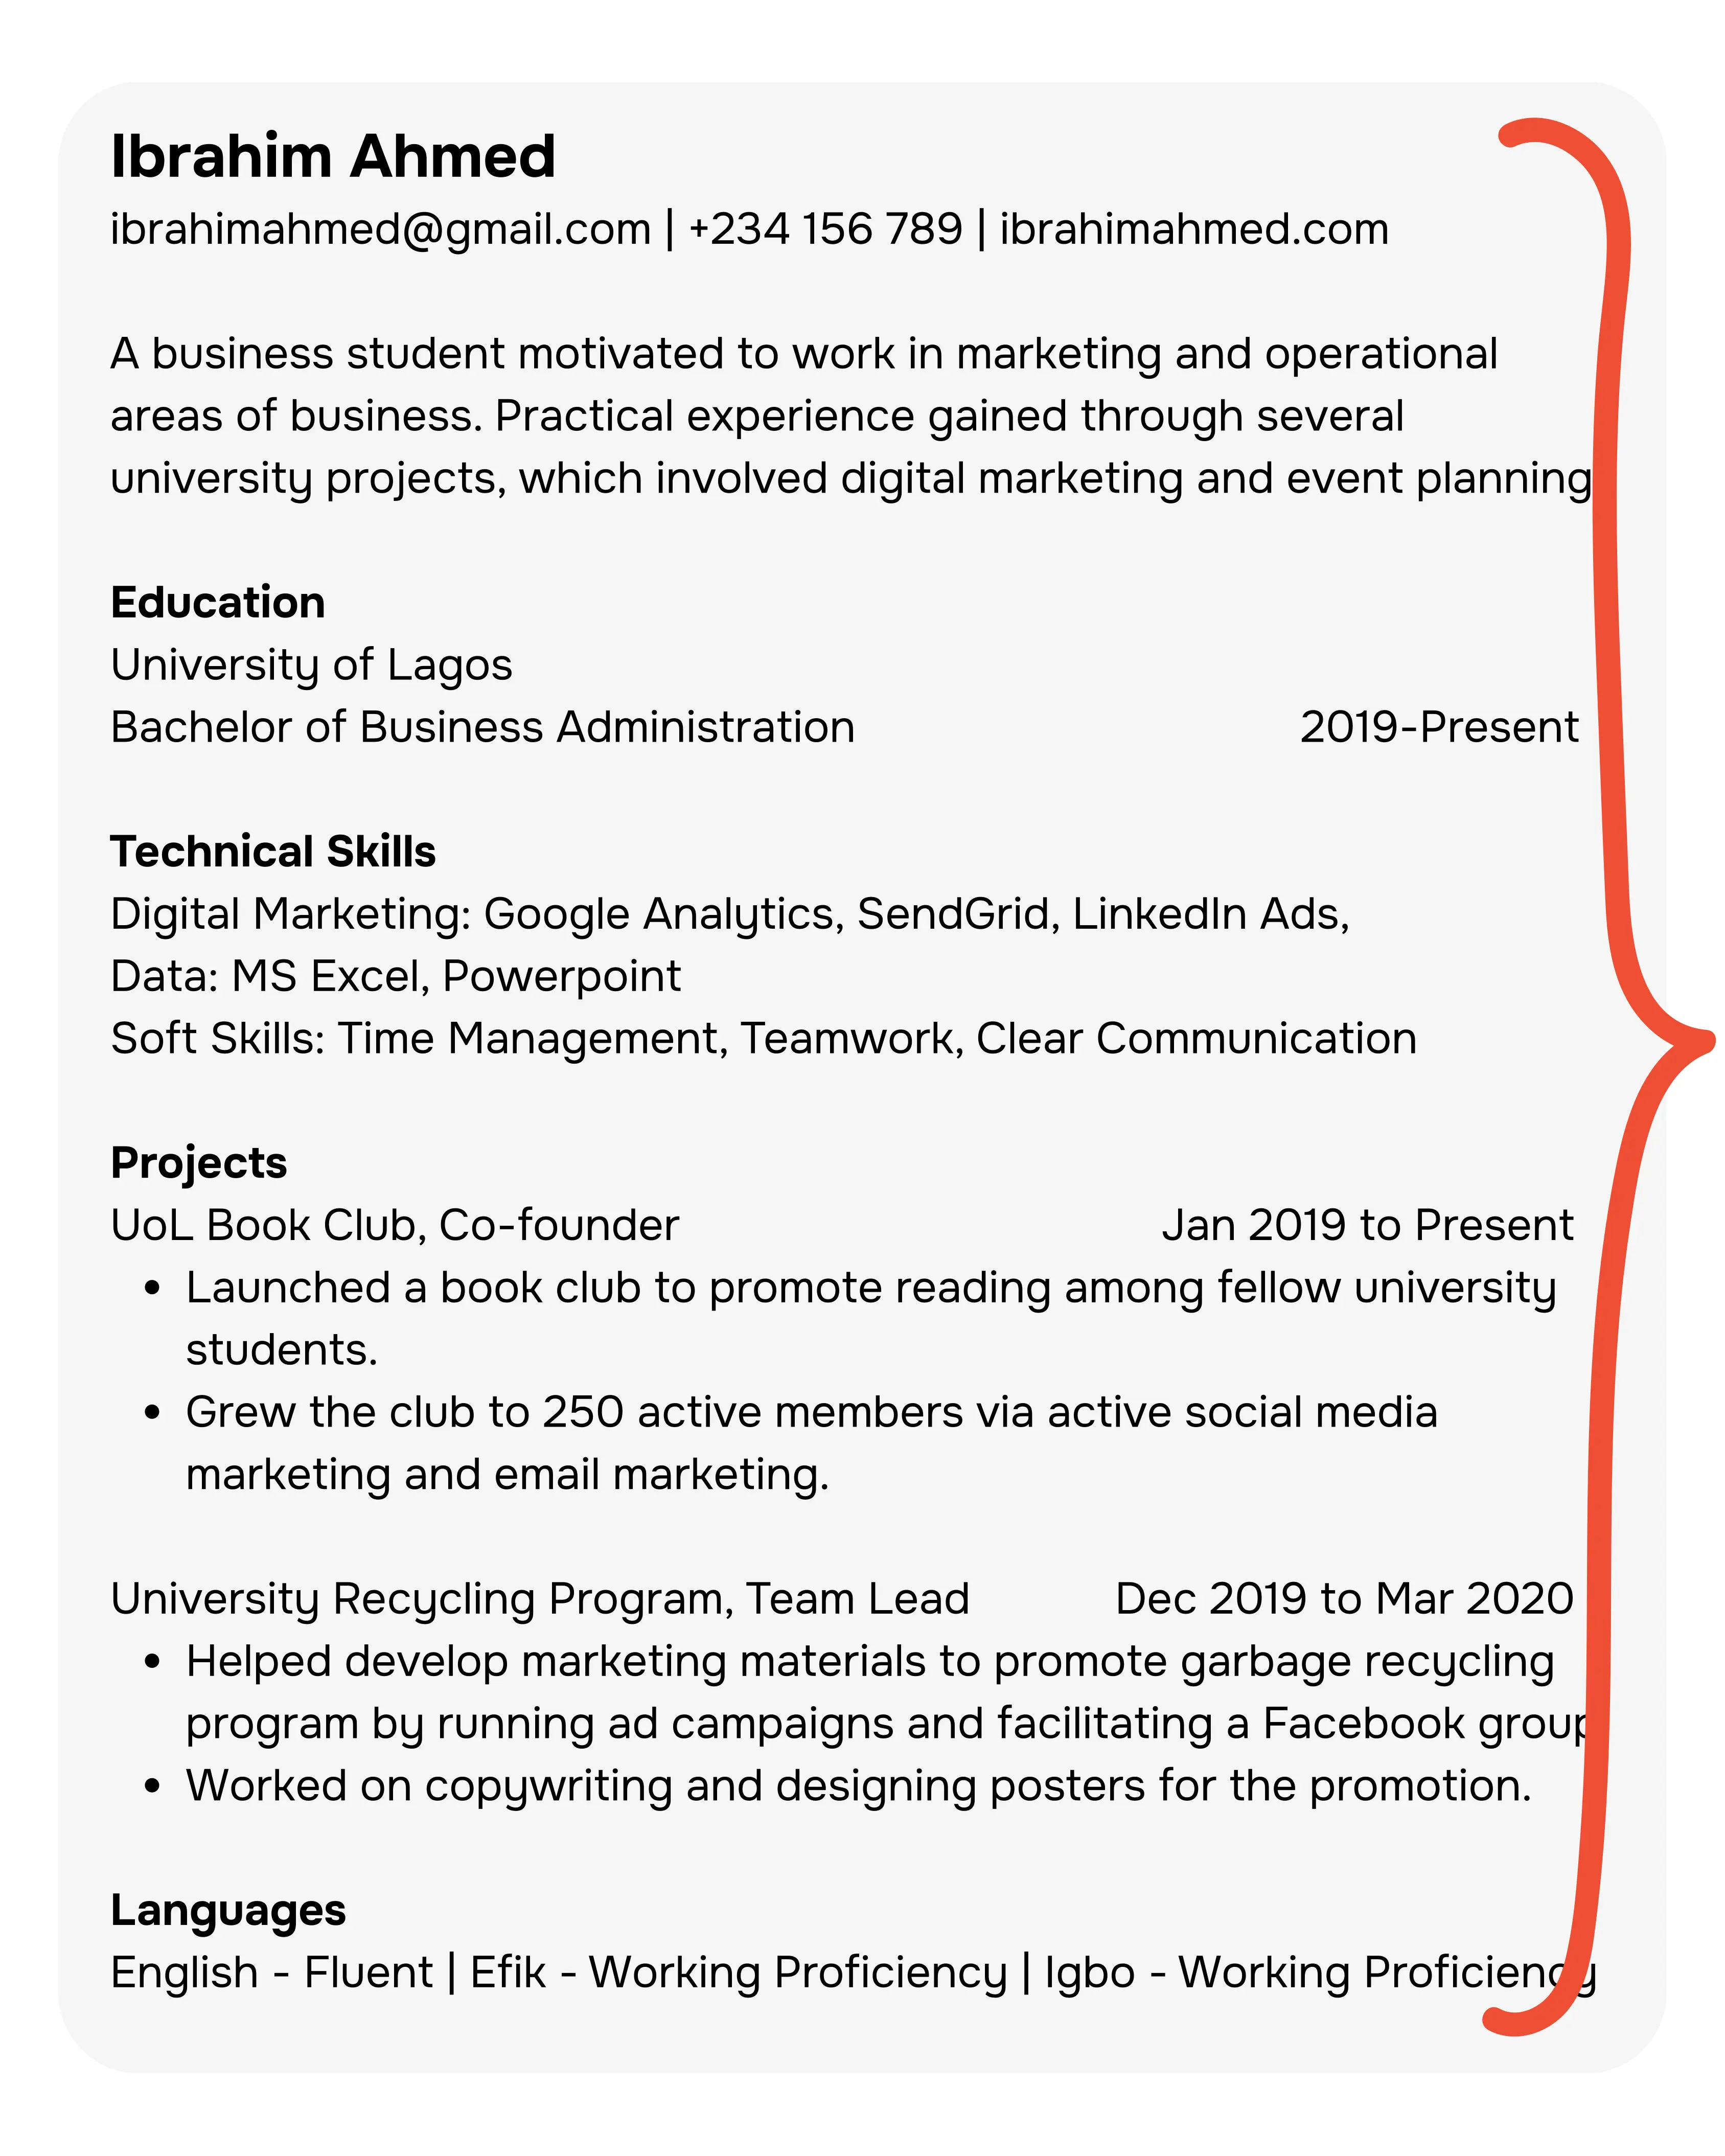 Ibrahim Ahmed
ibrahimahmed@gmail.com | +234 156 789 | ibrahimahmed.com
A business student motivated to work in marketing and operational
areas of business. Practical experience gained through several
university projects, which involved digital marketing and event planning
Education
University of Lagos
Bachelor of Business Administration 2019-Present
Technical Skills
Digital Marketing: Google Analytics, SendGrid, LinkedIn Ads,
Data: MS Excel, Powerpoint
Soft Skills: Time Management, Teamwork, Clear Communication
Projects
UoL Book Club, Co-founder Jan 2019 to Present
• Launched a book club to promote reading among fellow university
students.
• Grew the club to 250 active members via active social media
marketing and email marketing.
University Recycling Program, Team Lead Dec 2019 to Mar 2020
• Helped develop marketing materials to promote garbage recycling
program by running ad campaigns and facilitating a Facebook group
• Worked on copywriting and designing posters for the promotion.
Languages
English - Fluent | Efik - Working Proficiency | Igbo - Working Proficiency